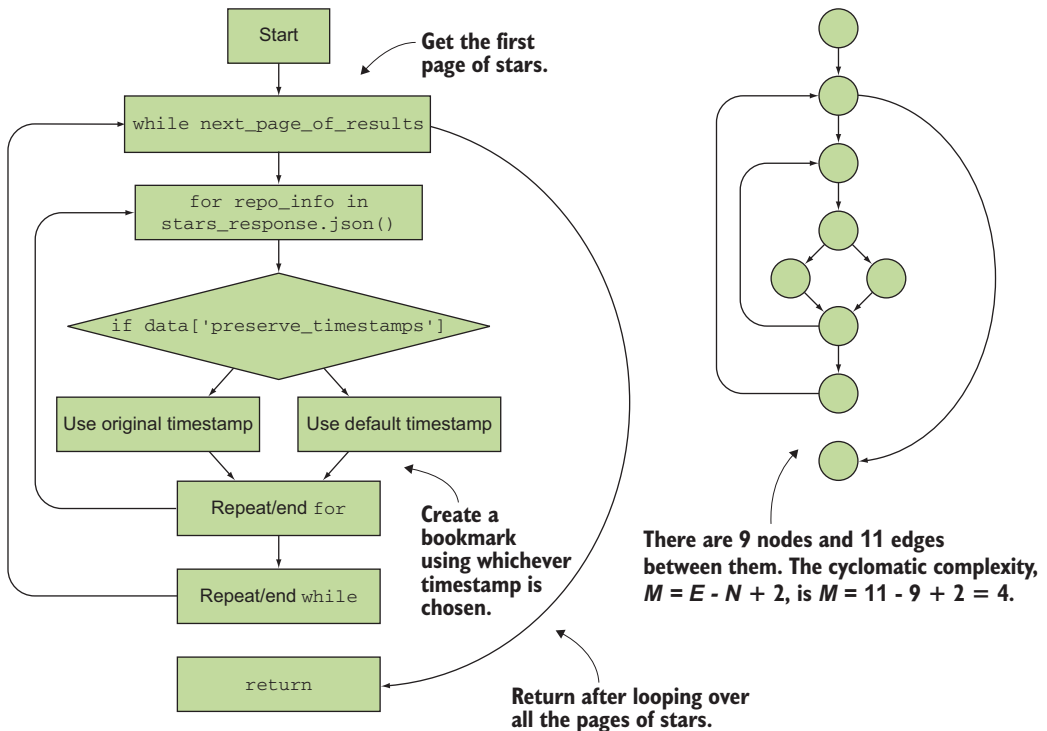 Start
Get the first
page of stars.
while next_page_of_results
for repo_info in
stars_response.json()
if data['preserve_timestamps']
Use original timestamp
Use default timestamp
Repeat/end for
Create a
bookmark
using whichever
timestamp is
chosen.
Repeat/end while
return
Return after looping over
all the pages of stars.
There are 9 nodes and 11 edges
between them. The cyclomatic complexity,
M = E - N + 2, is M = 11 - 9 + 2 = 4.